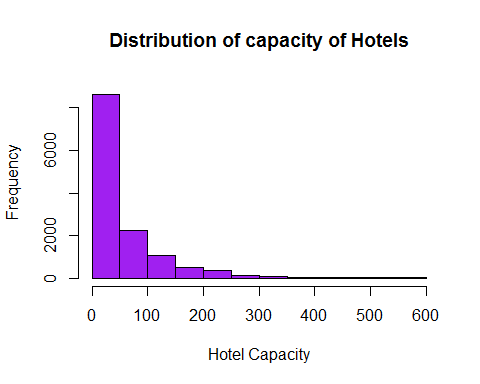 Distribution of capacity of Hotels
Frequency
6000
2000
0
0 100 200 300 400 500 600
Hotel Capacity